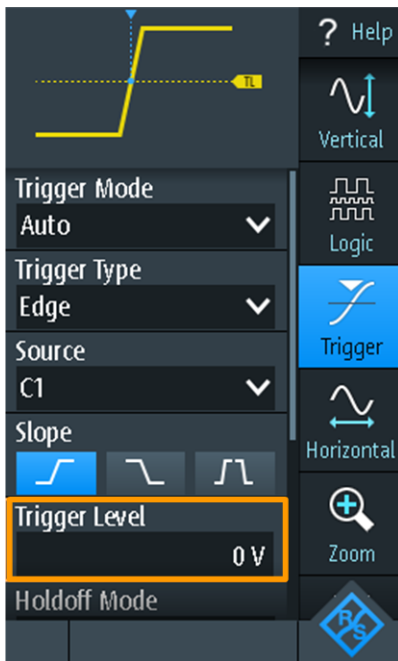 ? Help
TL
Vertical
Trigger Mode
Auto
Logic
Trigger Type
Edge
Source
Trigger
C1
Slope
Horizontal
Trigger Level
0 V
Zoom
Holdoff Mode
R&S